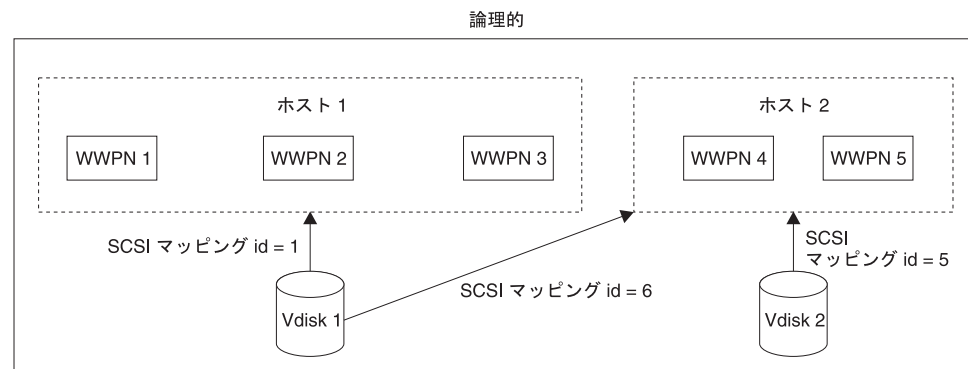 論理的
ホスト 1
ホスト 2
WWPN 1
WWPN 2
WWPN 3
WWPN 4
WWPN 5
SCSI マッピング id = 1
SCSI マッピング id = 6
SCSI
マッピング id = 5
Vdisk 1
Vdisk 2